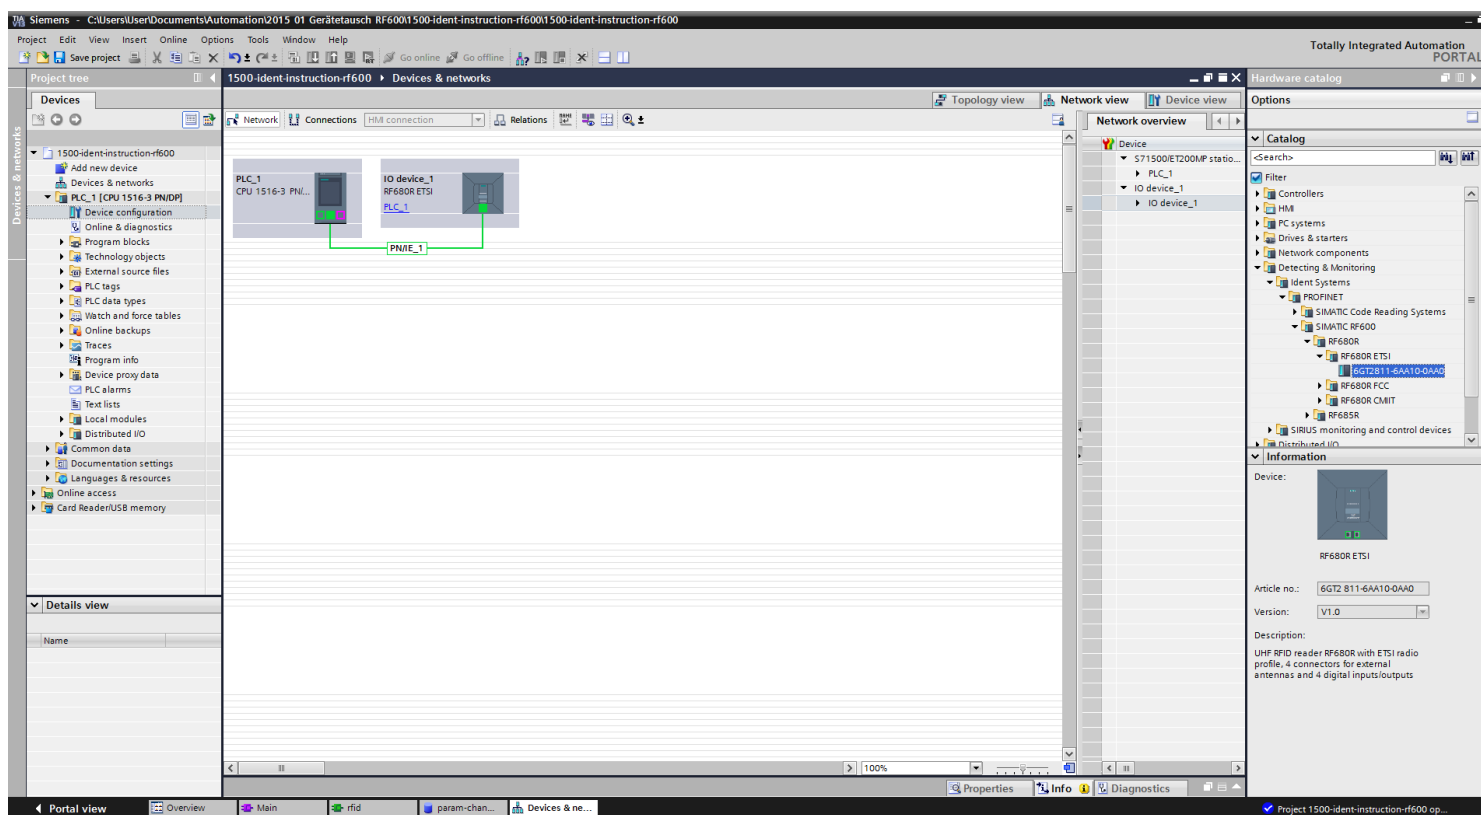 Siemens - C:\Users\User\Documents\Automation\2015 01 Gerätetausch RF600\1500-ident-instruction-rf600\1500-ident-instruction-rf600
Project Edit View Insert Online Options Tools Window Help
Totally Integrated Automation
PORTAL
Save project
Go online
Go offline
Project tree
1500-ident-instruction-rf600 Devices & networks
Hardware catalog
Devices
Topology view
Network view
Device view
Options
Network
Connections
HMI connection
Relations
Network overview
Devices & networks
1500-ident-instruction-rf600
Add new device
Devices & networks
PLC_1 [CPU 1516-3 PN/DP]
Device configuration
Online & diagnostics
Program blocks
Technology objects
External source files
PLC tags
PLC data types
Watch and force tables
Online backups
Traces
Program info
Device proxy data
PLC alarms
Text lists
Local modules
Distributed I/O
Common data
Documentation settings
Languages & resources
Online access
Card Reader/USB memory
Details view
Name
PLC_1
CPU 1516-3 PN/...
IO device_1
RF680R ETSI
PLC_1
PN/IE_1
100%
Device
S71500/ET200MP statio...
PLC_1
IO device_1
IO device_1
Catalog
<Search>
Filter
Controllers
HMI
PC systems
Drives & starters
Network components
Detecting & Monitoring
Ident Systems
PROFINET
SIMATIC Code Reading Systems
SIMATIC RF600
RF680R
RF680R ETSI
6GT2811-6AA10-0AA0
RF680R FCC
RF680R CMIIT
RF685R
SIRIUS monitoring and control devices
Distributed I/O
Information
Device:
RF680R ETSI
Article no.: 6GT2 811-6AA10-0AA0
Version: V1.0
Description:
UHF RFID reader RF680R with ETSI radio
profile, 4 connectors for external
antennas and 4 digital inputs/outputs
Properties
Info
Diagnostics
Portal view
Overview
Main
rfid
param-chan...
Devices & ne...
Project 1500-ident-instruction-rf600 op...